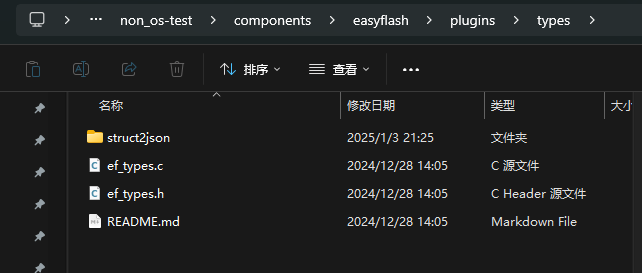 non_os-test > components > easyflash > plugins > types >
排序 查看
名称 修改日期 类型 大小
struct2json 2025/1/3 21:25 文件夹
ef_types.c 2024/12/28 14:05 C 源文件
ef_types.h 2024/12/28 14:05 C Header 源文件
README.md 2024/12/28 14:05 Markdown File